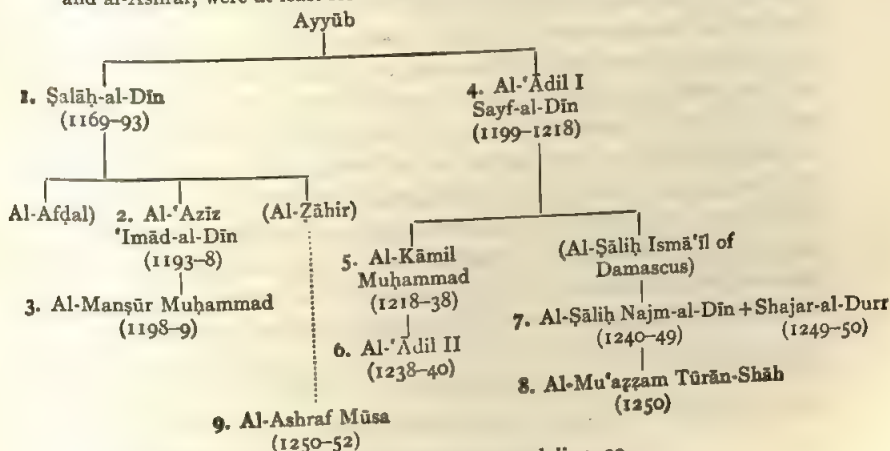 and al-Ashraf, were at least
Ayyūb
1. Ṣalāḥ-al-Dīn
(1169–93)
4. Al-‘Ādil I
Sayf-al-Dīn
(1199–1218)
Al-Afḍal)
2. Al-‘Azīz
‘Imād-al-Dīn
(1193–8)
(Al-Ẓāhir)
3. Al-Manṣūr Muḥammad
(1198–9)
5. Al-Kāmil
Muḥammad
(1218–38)
(Al-Ṣāliḥ Ismā‘īl of
Damascus)
6. Al-‘Ādil II
(1238–40)
7. Al-Ṣāliḥ Najm-al-Dīn + Shajar-al-Durr
(1240–49) (1249–50)
8. Al-Mu‘aẓẓam Tūrān-Shāh
(1250)
9. Al-Ashraf Mūsa
(1250–52)